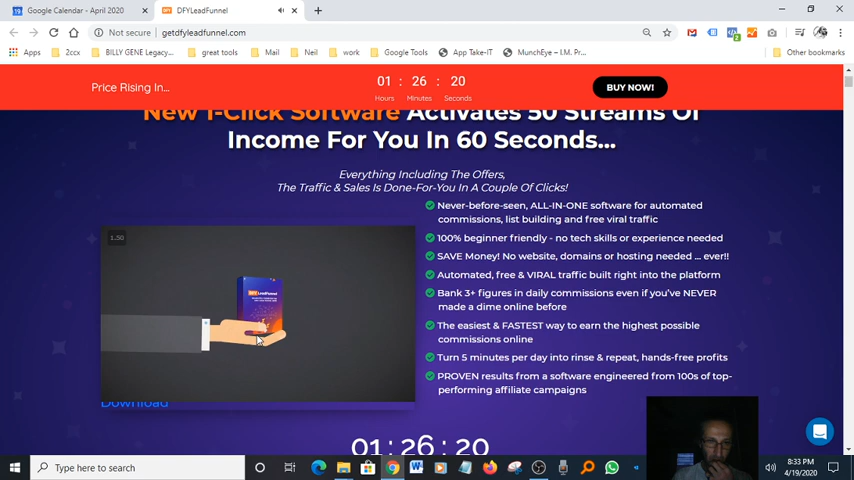 Google Calendar - April 2020
DFYLeadFunnel
Not secure
getdfyleadfunnel.com
Apps
2ccx
BILLY GENE Legacy...
great tools
Mail
Neil
work
Google Tools
App Take-IT
MunchEye – I.M. Pr...
Other bookmarks
Price Rising In...
01 : 26 : 20
Hours Minutes Seconds
BUY NOW!
New 1-Click Software Activates 50 Streams Of
Income For You In 60 Seconds...
Everything Including The Offers,
The Traffic & Sales Is Done-For-You In A Couple Of Clicks!
1.50
DFYLeadFunnel
Download
Never-before-seen, ALL-IN-ONE software for automated
commissions, list building and free viral traffic
100% beginner friendly - no tech skills or experience needed
SAVE Money! No website, domains or hosting needed ... ever!!
Automated, free & VIRAL traffic built right into the platform
Bank 3+ figures in daily commissions even if you've NEVER
made a dime online before
The easiest & FASTEST way to earn the highest possible
commissions online
Turn 5 minutes per day into rinse & repeat, hands-free profits
PROVEN results from a software engineered from 100s of top-
performing affiliate campaigns
01 : 26 : 20
Type here to search
8:33 PM
4/19/2020